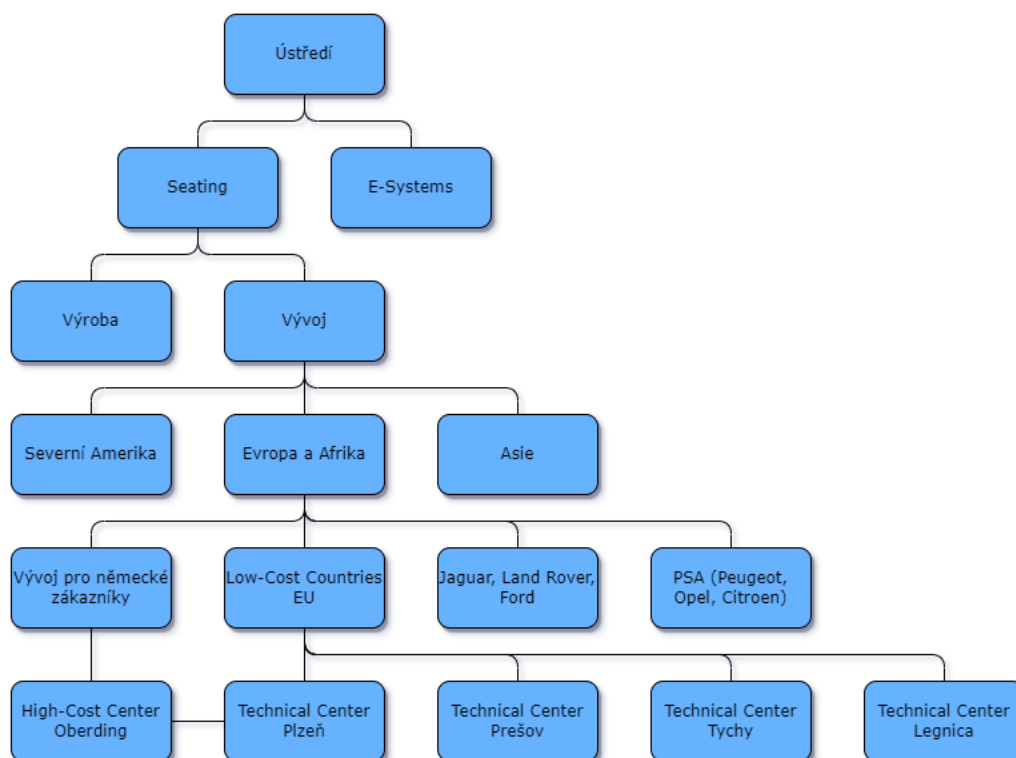 Ústředí
Seating
E-Systems
Výroba
Vývoj
Severní Amerika
Evropa a Afrika
Asie
Vývoj pro německé
zákazníky
Low-Cost Countries
EU
Jaguar, Land Rover,
Ford
PSA (Peugeot,
Opel, Citroen)
High-Cost Center
Oberding
Technical Center
Plzeň
Technical Center
Prešov
Technical Center
Tychy
Technical Center
Legnica